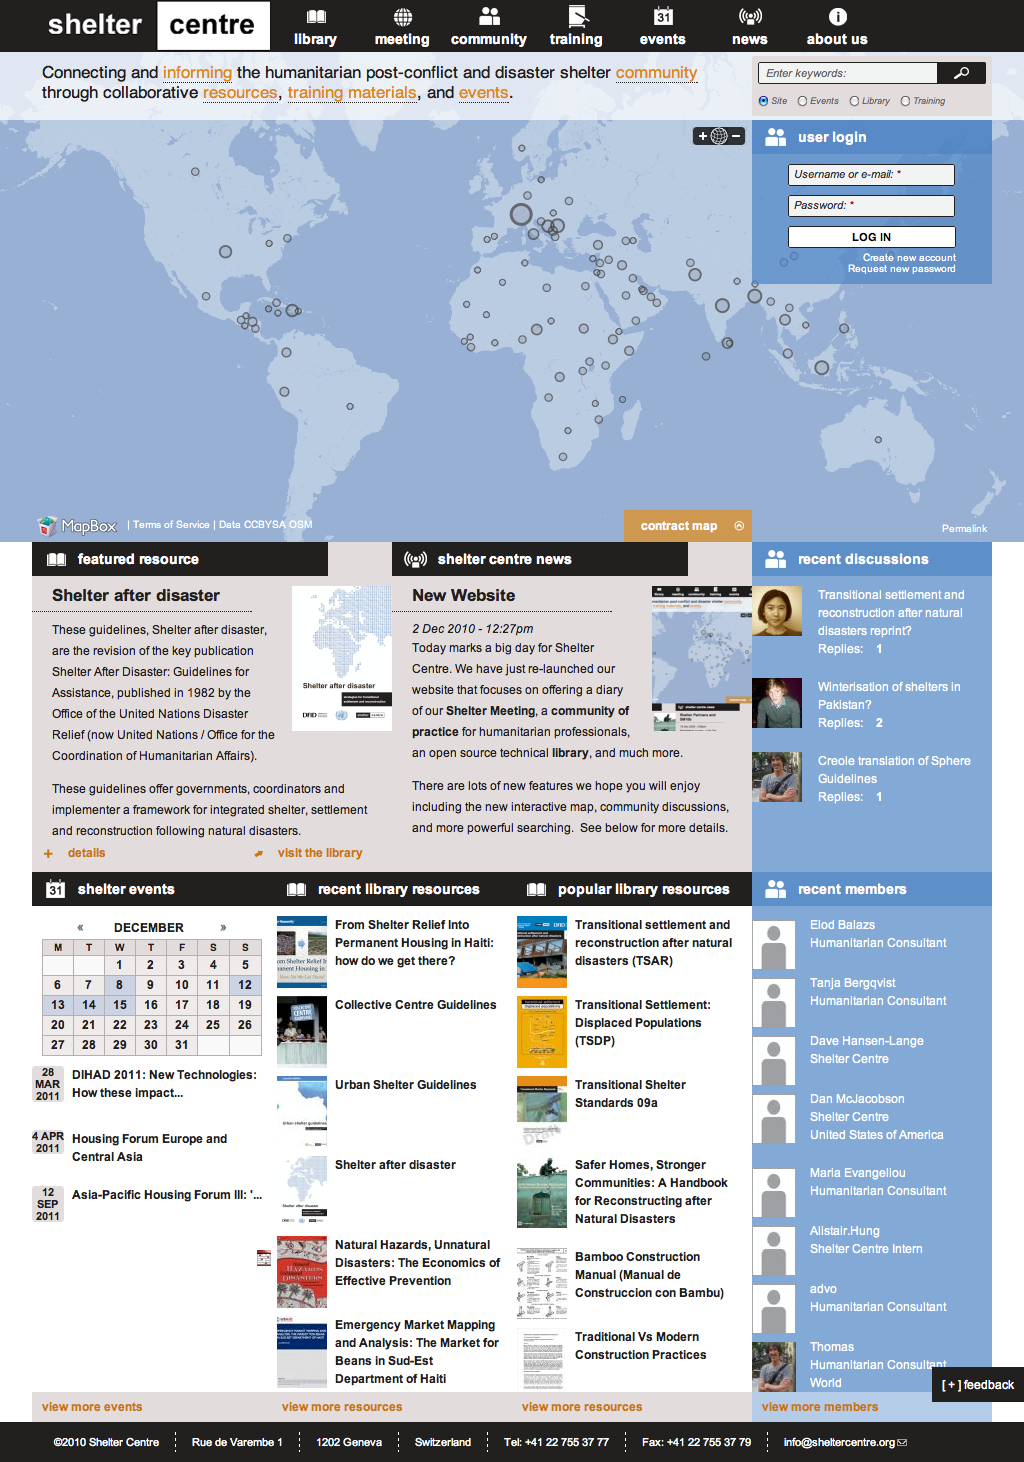 shelter centre
library
meeting
community
training
events
news
about us
Connecting and informing the humanitarian post-conflict and disaster shelter community
through collaborative resources, training materials, and events.
Enter keywords:
Site Events Library Training
user login
Username or e-mail: *
Password: *
LOG IN
Create new account
Request new password
MapBox | Terms of Service | Data CCBYSA OSM
contract map
Permalink
featured resource
Shelter after disaster
These guidelines, Shelter after disaster,
are the revision of the key publication
Shelter After Disaster: Guidelines for
Assistance, published in 1982 by the
Office of the United Nations Disaster
Relief (now United Nations / Office for the
Coordination of Humanitarian Affairs).
These guidelines offer governments, coordinators and
implementer a framework for integrated shelter, settlement
and reconstruction following natural disasters.
+ details
visit the library
Shelter after disaster
DFID
shelter centre news
New Website
2 Dec 2010 - 12:27pm
Today marks a big day for Shelter
Centre. We have just re-launched our
website that focuses on offering a diary
of our Shelter Meeting, a community of
practice for humanitarian professionals,
an open source technical library, and much more.
There are lots of new features we hope you will enjoy
including the new interactive map, community discussions,
and more powerful searching. See below for more details.
recent discussions
Transitional settlement and
reconstruction after natural
disasters reprint?
Replies: 1
Winterisation of shelters in
Pakistan?
Replies: 2
Creole translation of Sphere
Guidelines
Replies: 1
31 shelter events
« DECEMBER »
M T W T F S S
1 2 3 4 5
6 7 8 9 10 11 12
13 14 15 16 17 18 19
20 21 22 23 24 25 26
27 28 29 30 31
28 MAR 2011
DIHAD 2011: New Technologies:
How these impact...
4 APR 2011
Housing Forum Europe and
Central Asia
12 SEP 2011
Asia-Pacific Housing Forum III: '...
recent library resources
From Shelter Relief Into
Permanent Housing in Haiti:
how do we get there?
Collective Centre Guidelines
Urban Shelter Guidelines
Shelter after disaster
Natural Hazards, Unnatural
Disasters: The Economics of
Effective Prevention
Emergency Market Mapping
and Analysis: The Market for
Beans in Sud-Est
Department of Haiti
popular library resources
Transitional settlement and
reconstruction after natural
disasters (TSAR)
Transitional Settlement:
Displaced Populations
(TSDP)
Transitional Shelter
Standards 09a
Safer Homes, Stronger
Communities: A Handbook
for Reconstructing after
Natural Disasters
Bamboo Construction
Manual (Manual de
Construccion con Bambu)
Traditional Vs Modern
Construction Practices
recent members
Elod Balazs
Humanitarian Consultant
Tanja Bergqvist
Humanitarian Consultant
Dave Hansen-Lange
Shelter Centre
Dan McJacobson
Shelter Centre
United States of America
Maria Evangeliou
Humanitarian Consultant
Alistair.Hung
Shelter Centre Intern
advo
Humanitarian Consultant
Thomas
Humanitarian Consultant
World
[ + ] feedback
view more events
view more resources
view more resources
view more members
©2010 Shelter Centre
Rue de Varembe 1
1202 Geneva
Switzerland
Tel: +41 22 755 37 77
Fax: +41 22 755 37 79
info@sheltercentre.org